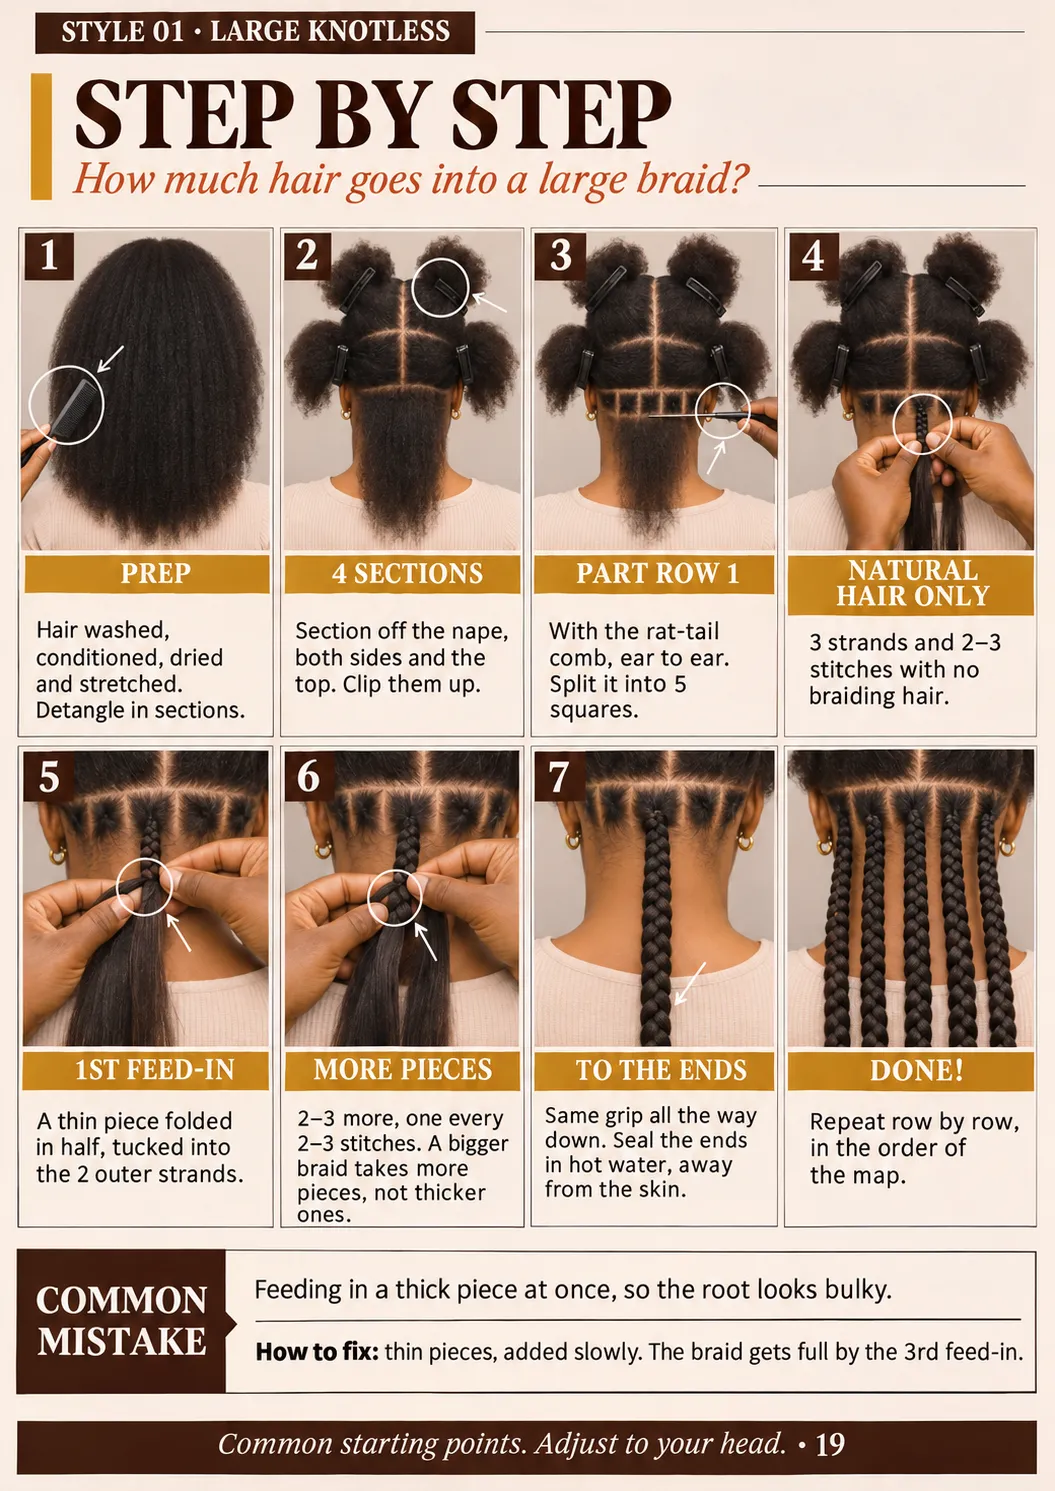 STYLE 01 · LARGE KNOTLESS
STEP BY STEP
How much hair goes into a large braid?
1
2
3
4
PREP
Hair washed,
conditioned, dried
and stretched.
Detangle in sections.
4 SECTIONS
Section off the nape,
both sides and the
top. Clip them up.
PART ROW 1
With the rat-tail
comb, ear to ear.
Split it into 5
squares.
NATURAL
HAIR ONLY
3 strands and 2–3
stitches with no
braiding hair.
5
6
7
1ST FEED-IN
A thin piece folded
in half, tucked into
the 2 outer strands.
MORE PIECES
2–3 more, one every
2–3 stitches. A bigger
braid takes more
pieces, not thicker
ones.
TO THE ENDS
Same grip all the way
down. Seal the ends
in hot water, away
from the skin.
DONE!
Repeat row by row,
in the order of
the map.
COMMON
MISTAKE
Feeding in a thick piece at once, so the root looks bulky.
How to fix: thin pieces, added slowly. The braid gets full by the 3rd feed-in.
Common starting points. Adjust to your head. · 19